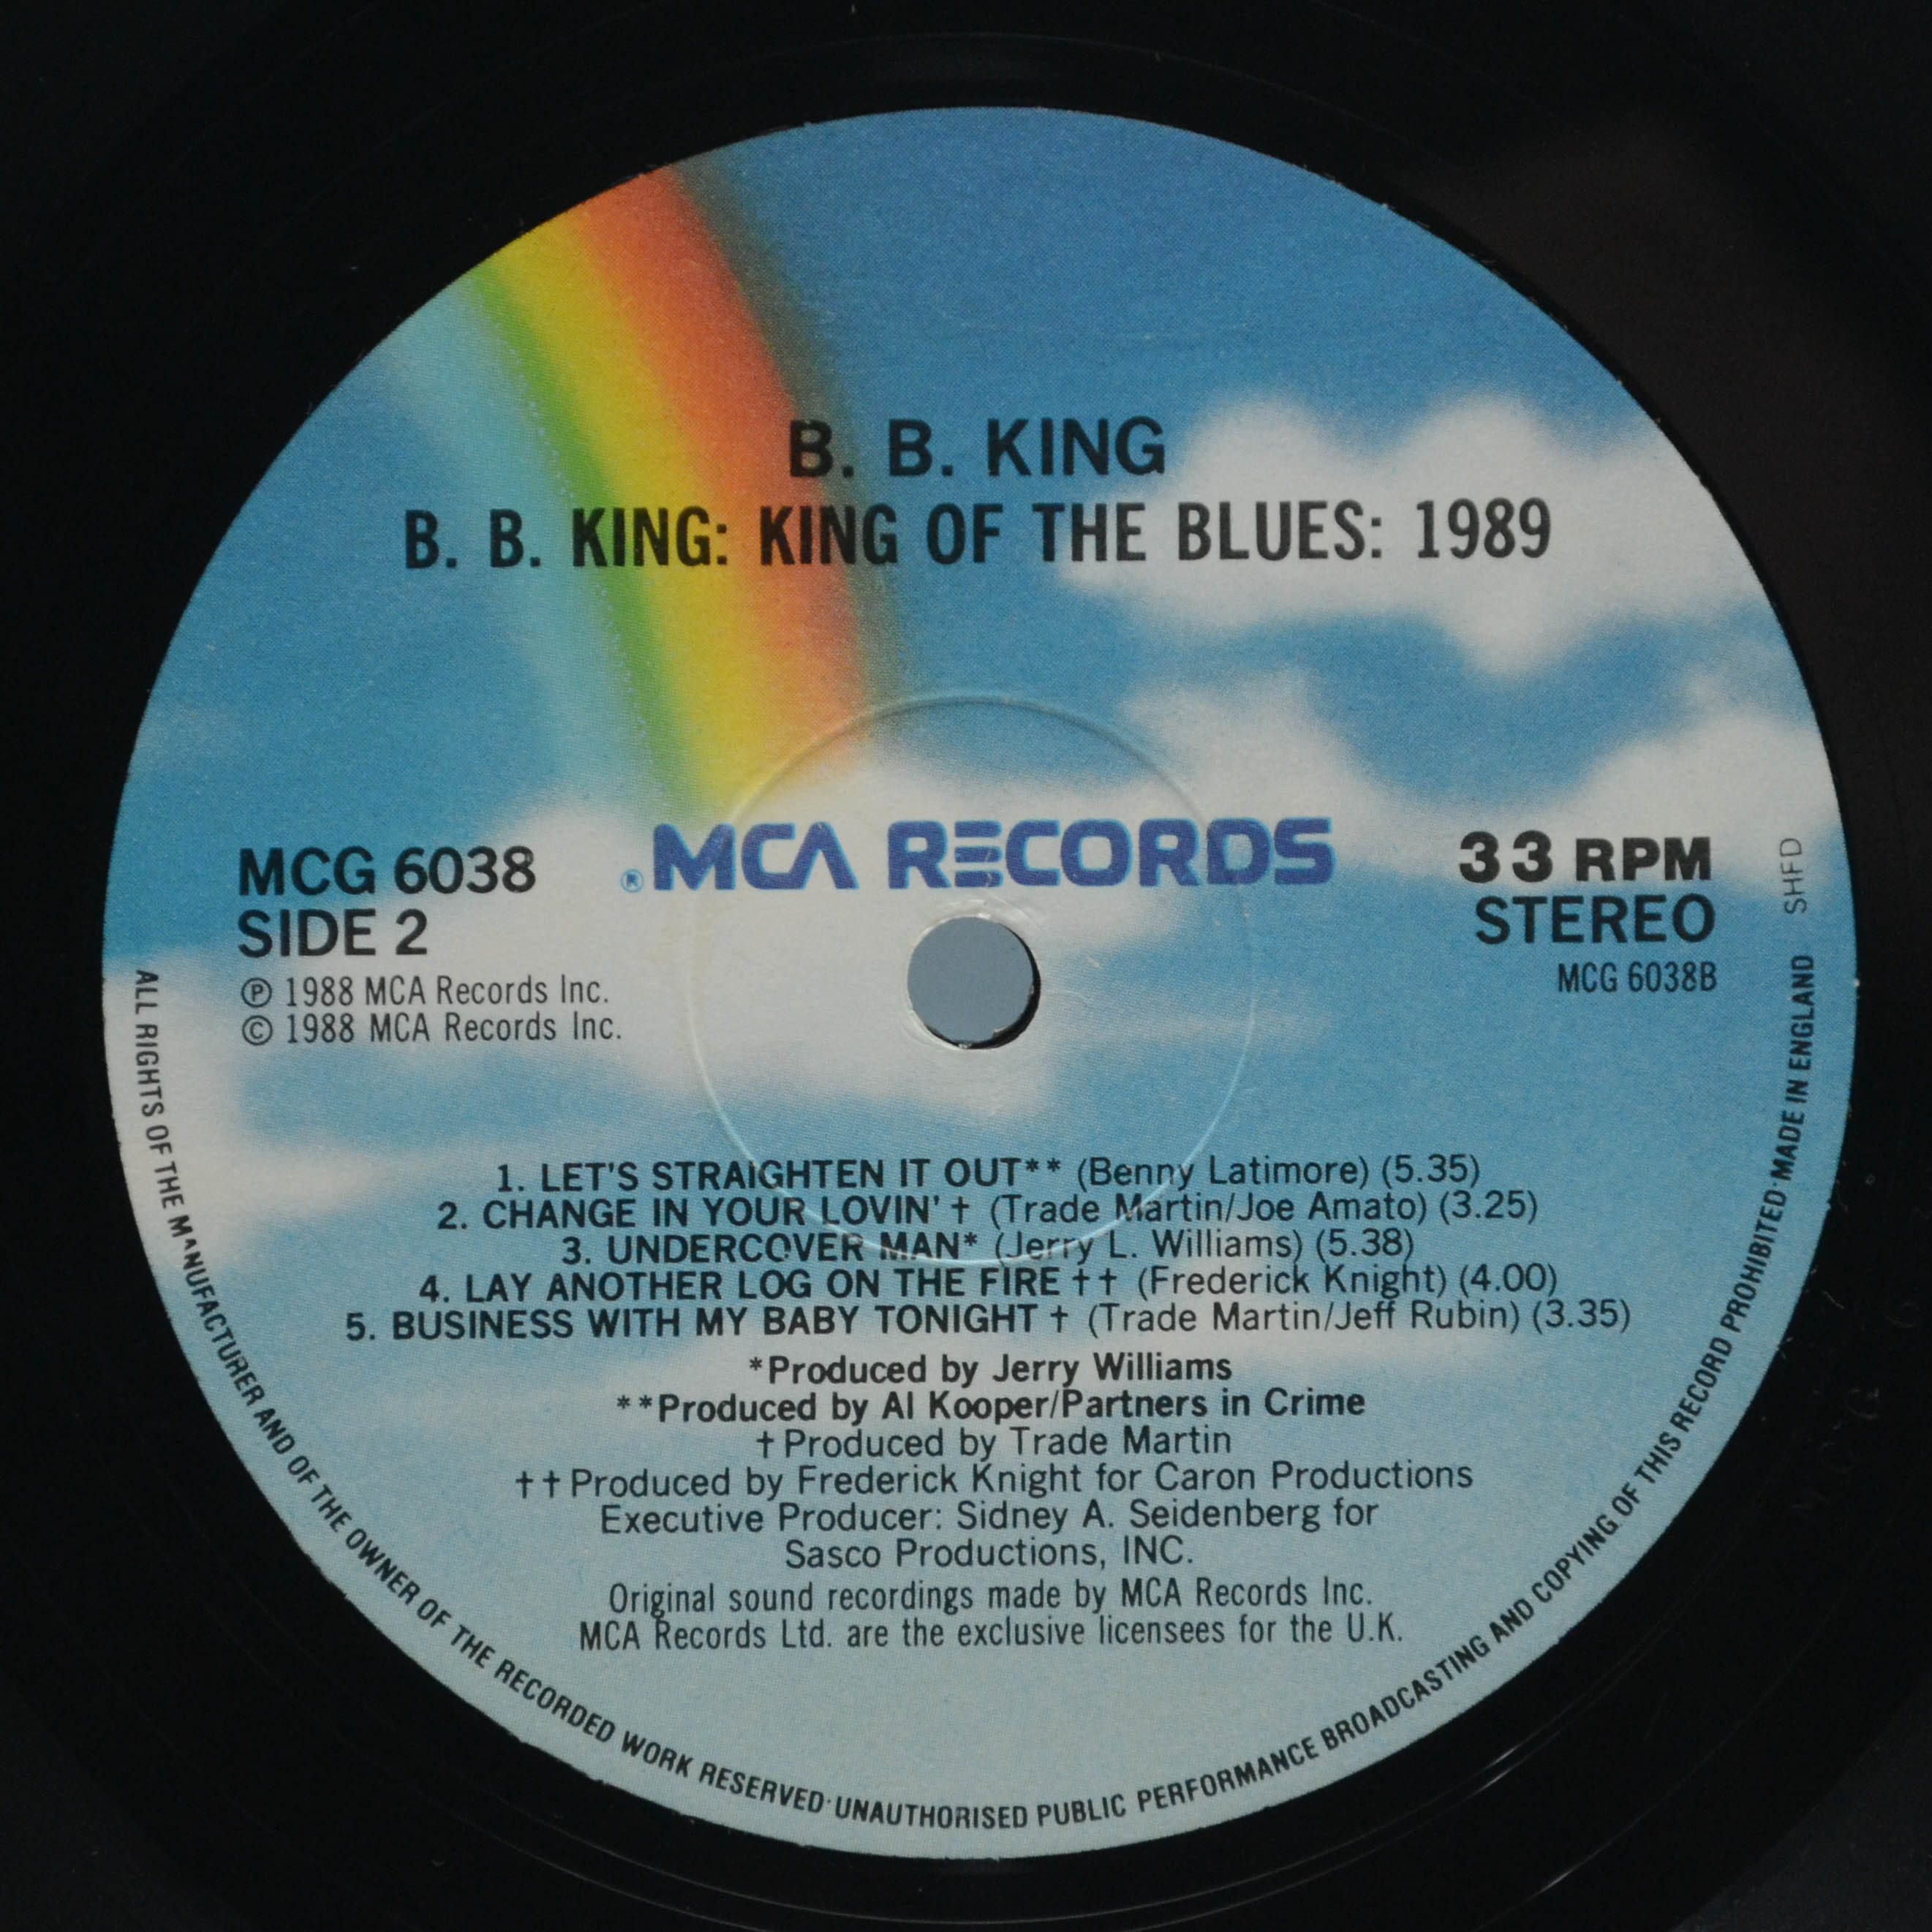 B. B. KING
B. B. KING: KING OF THE BLUES: 1989
MCG 6038
SIDE 2
Ⓟ 1988 MCA Records Inc.
© 1988 MCA Records Inc.
® MCA RECORDS
33 RPM
STEREO
MCG 6038B
1. LET'S STRAIGHTEN IT OUT** (Benny Latimore) (5.35)
2. CHANGE IN YOUR LOVIN' † (Trade Martin/Joe Amato) (3.25)
3. UNDERCOVER MAN* (Jerry L. Williams) (5.38)
4. LAY ANOTHER LOG ON THE FIRE †† (Frederick Knight) (4.00)
5. BUSINESS WITH MY BABY TONIGHT † (Trade Martin/Jeff Rubin) (3.35)
*Produced by Jerry Williams
**Produced by Al Kooper/Partners in Crime
† Produced by Trade Martin
†† Produced by Frederick Knight for Caron Productions
Executive Producer: Sidney A. Seidenberg for
Sasco Productions, INC.
Original sound recordings made by MCA Records Inc.
MCA Records Ltd. are the exclusive licensees for the U.K.
ALL RIGHTS OF THE MANUFACTURER AND OF THE OWNER OF THE RECORDED WORK RESERVED·UNAUTHORISED PUBLIC PERFORMANCE BROADCASTING AND COPYING OF THIS RECORD PROHIBITED·MADE IN ENGLAND SHFD